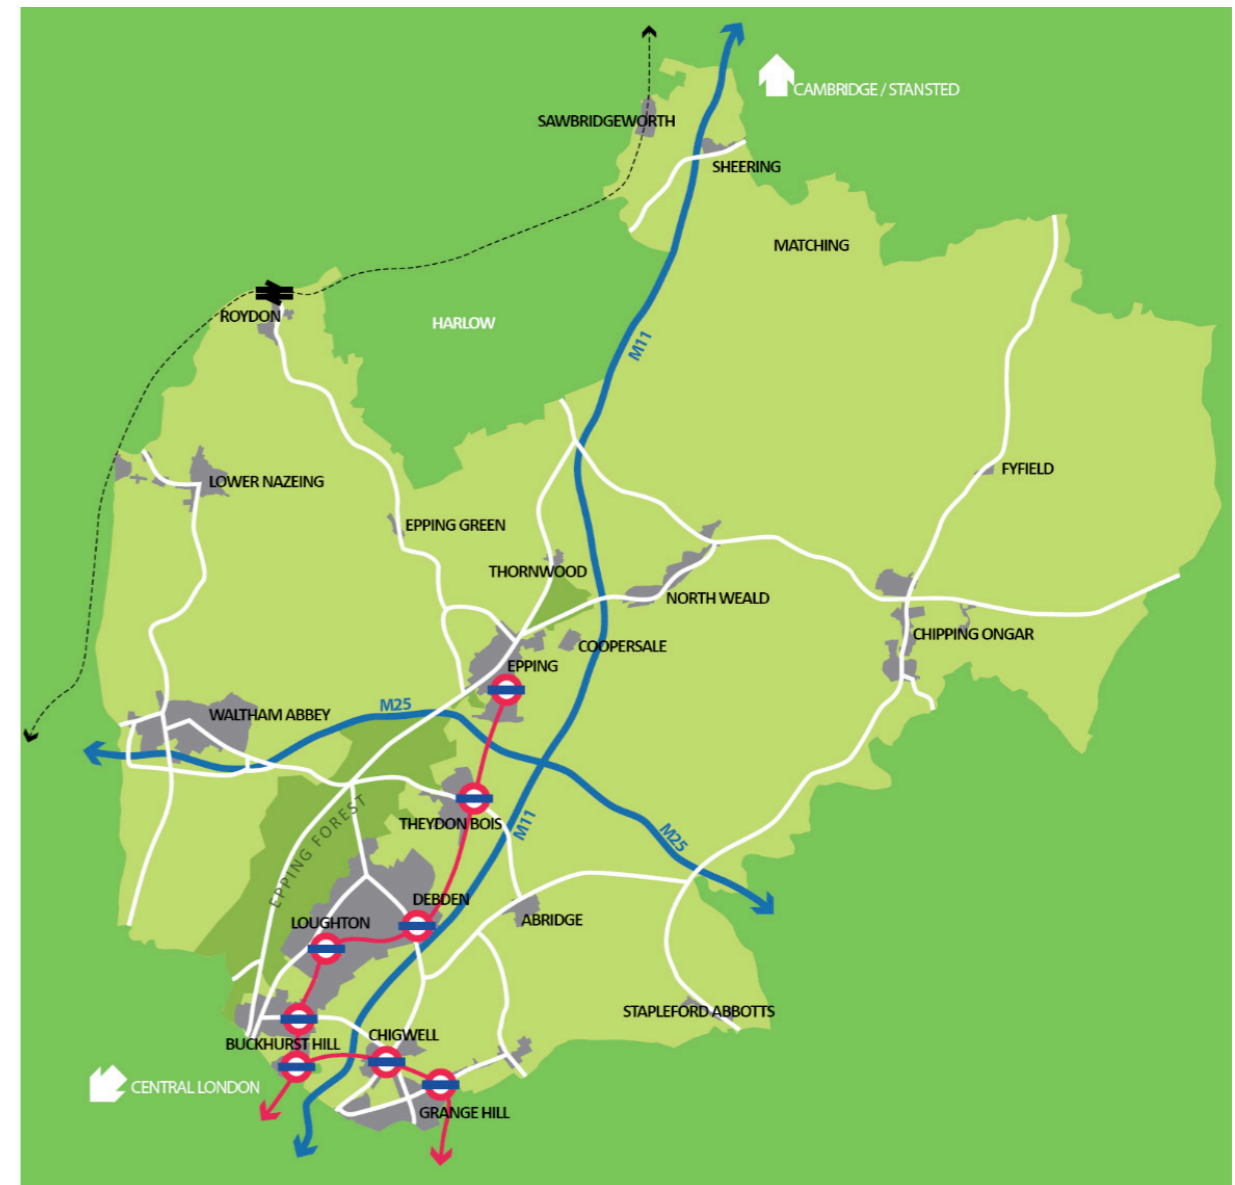 CAMBRIDGE / STANSTED
SAWBRIDGEWORTH
SHEERING
MATCHING
ROYDON
HARLOW
M11
FYFIELD
LOWER NAZEING
EPPING GREEN
THORNWOOD
NORTH WEALD
CHIPPING ONGAR
COOPERSALE
EPPING
M25
WALTHAM ABBEY
THEYDON BOIS
M11
M25
EPPING FOREST
DEBDEN
LOUGHTON
ABRIDGE
STAPLEFORD ABBOTTS
CHIGWELL
BUCKHURST HILL
CENTRAL LONDON
GRANGE HILL